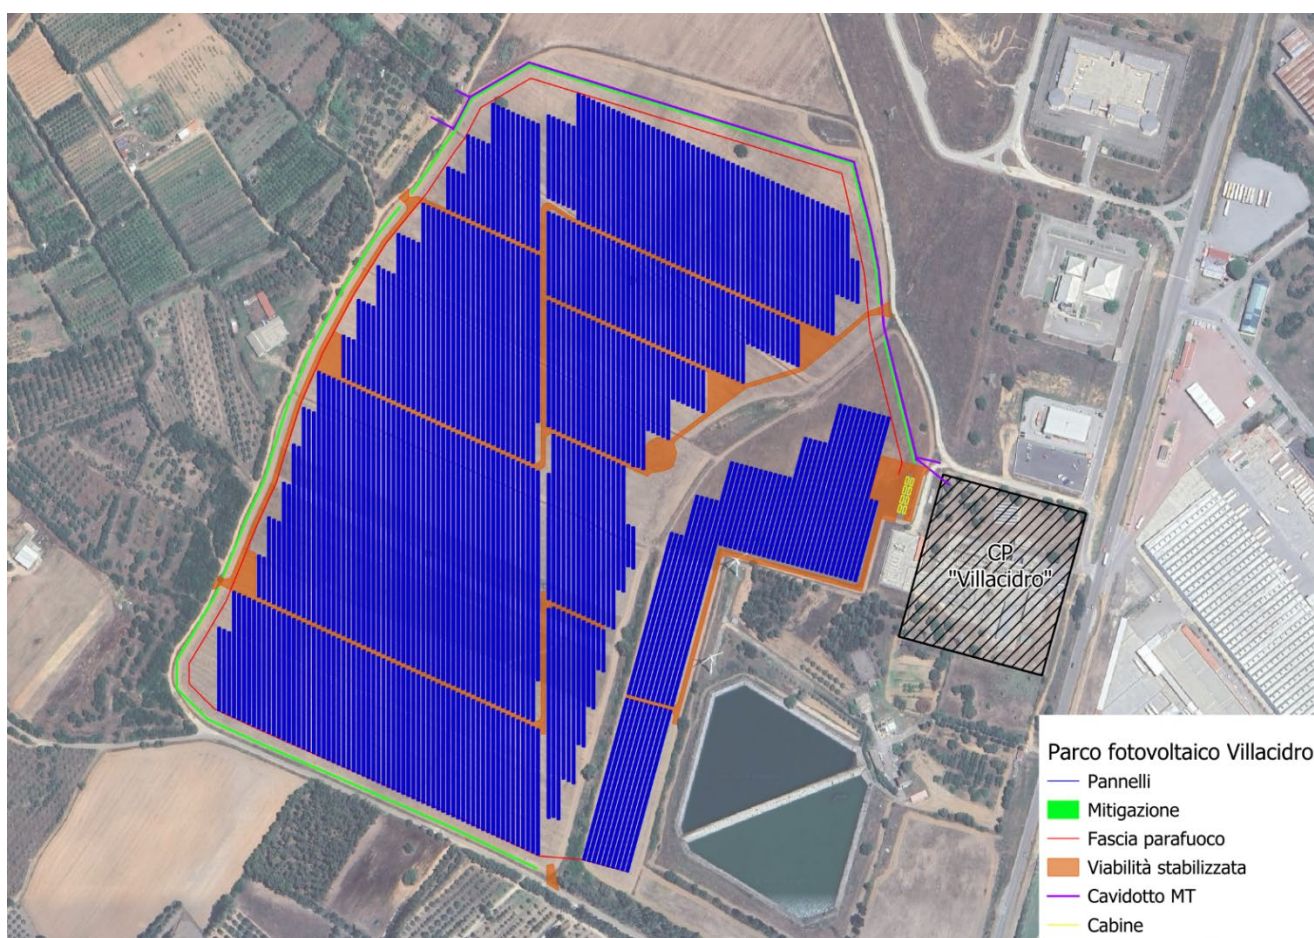 CP
"Villacidro"
Parco fotovoltaico Villacidro
Pannelli
Mitigazione
Fascia parafuoco
Viabilità stabilizzata
Cavidotto MT
Cabine